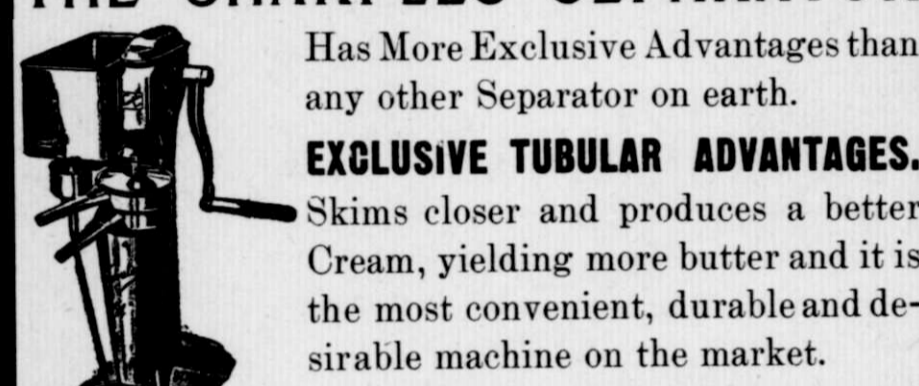 Has More Exclusive Advantages than
any other Separator on earth.
EXCLUSIVE TUBULAR ADVANTAGES.
Skims closer and produces a better
Cream, yielding more butter and it is
the most convenient, durable and de-
sirable machine on the market.